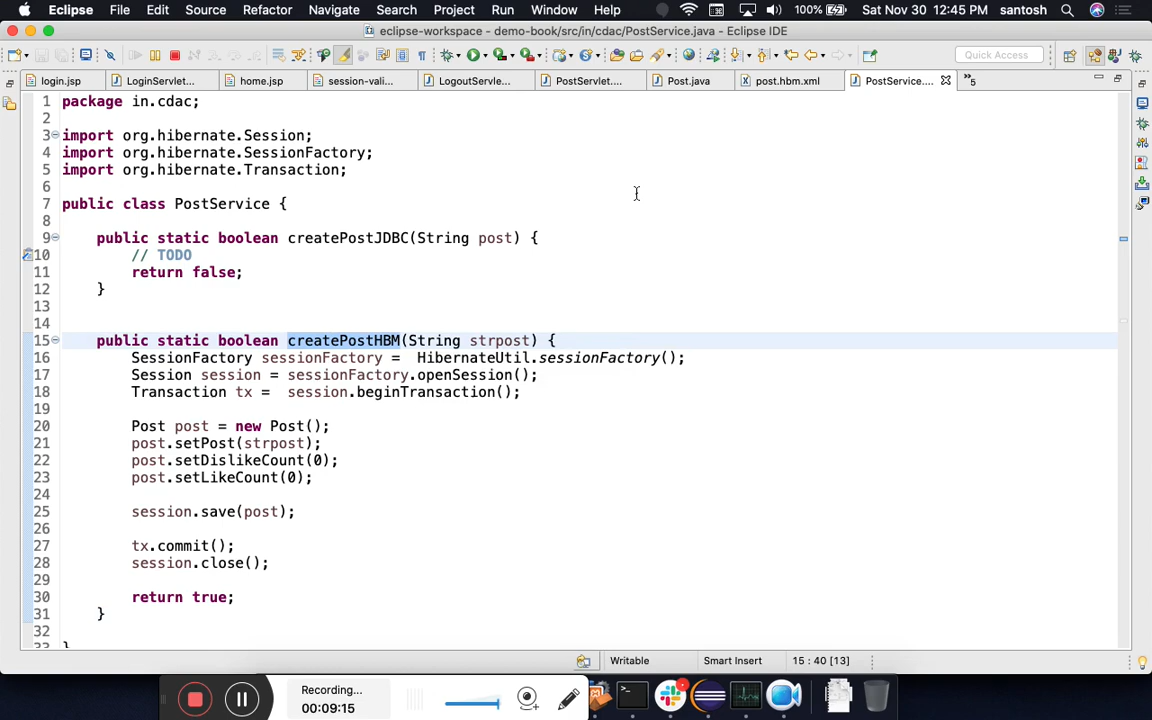 Eclipse File Edit Source Refactor Navigate Search Project Run Window Help 100% Sat Nov 30 12:45 PM santosh
eclipse-workspace - demo-book/src/in/cdac/PostService.java - Eclipse IDE
Quick Access
login.jsp LoginServlet... home.jsp session-vali... LogoutServle... PostServlet.... Post.java post.hbm.xml PostService.... »5
1 package in.cdac;
2
3 import org.hibernate.Session;
4 import org.hibernate.SessionFactory;
5 import org.hibernate.Transaction;
6
7 public class PostService {
8
9 public static boolean createPostJDBC(String post) {
10 // TODO
11 return false;
12 }
13
14
15 public static boolean createPostHBM(String strpost) {
16 SessionFactory sessionFactory = HibernateUtil.sessionFactory();
17 Session session = sessionFactory.openSession();
18 Transaction tx = session.beginTransaction();
19
20 Post post = new Post();
21 post.setPost(strpost);
22 post.setDislikeCount(0);
23 post.setLikeCount(0);
24
25 session.save(post);
26
27 tx.commit();
28 session.close();
29
30 return true;
31 }
32
33 }
Writable Smart Insert 15 : 40 [13]
Recording...
00:09:15